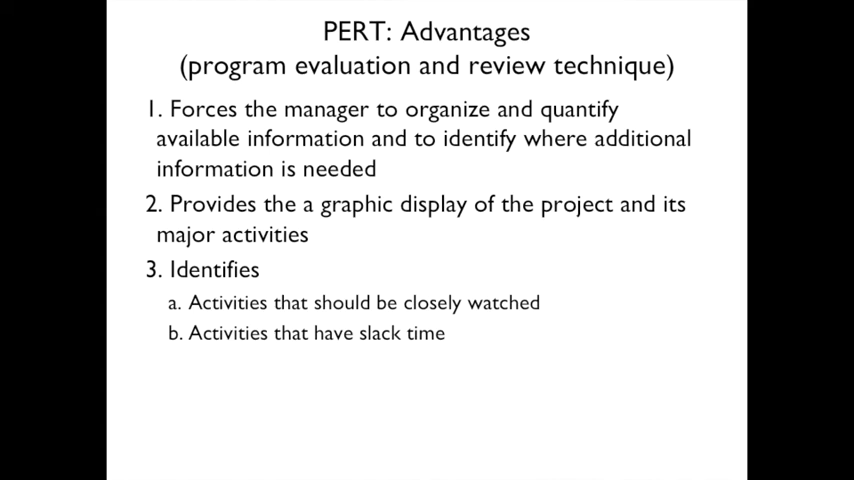 PERT: Advantages
(program evaluation and review technique)
1. Forces the manager to organize and quantify
available information and to identify where additional
information is needed
2. Provides the a graphic display of the project and its
major activities
3. Identifies
a. Activities that should be closely watched
b. Activities that have slack time